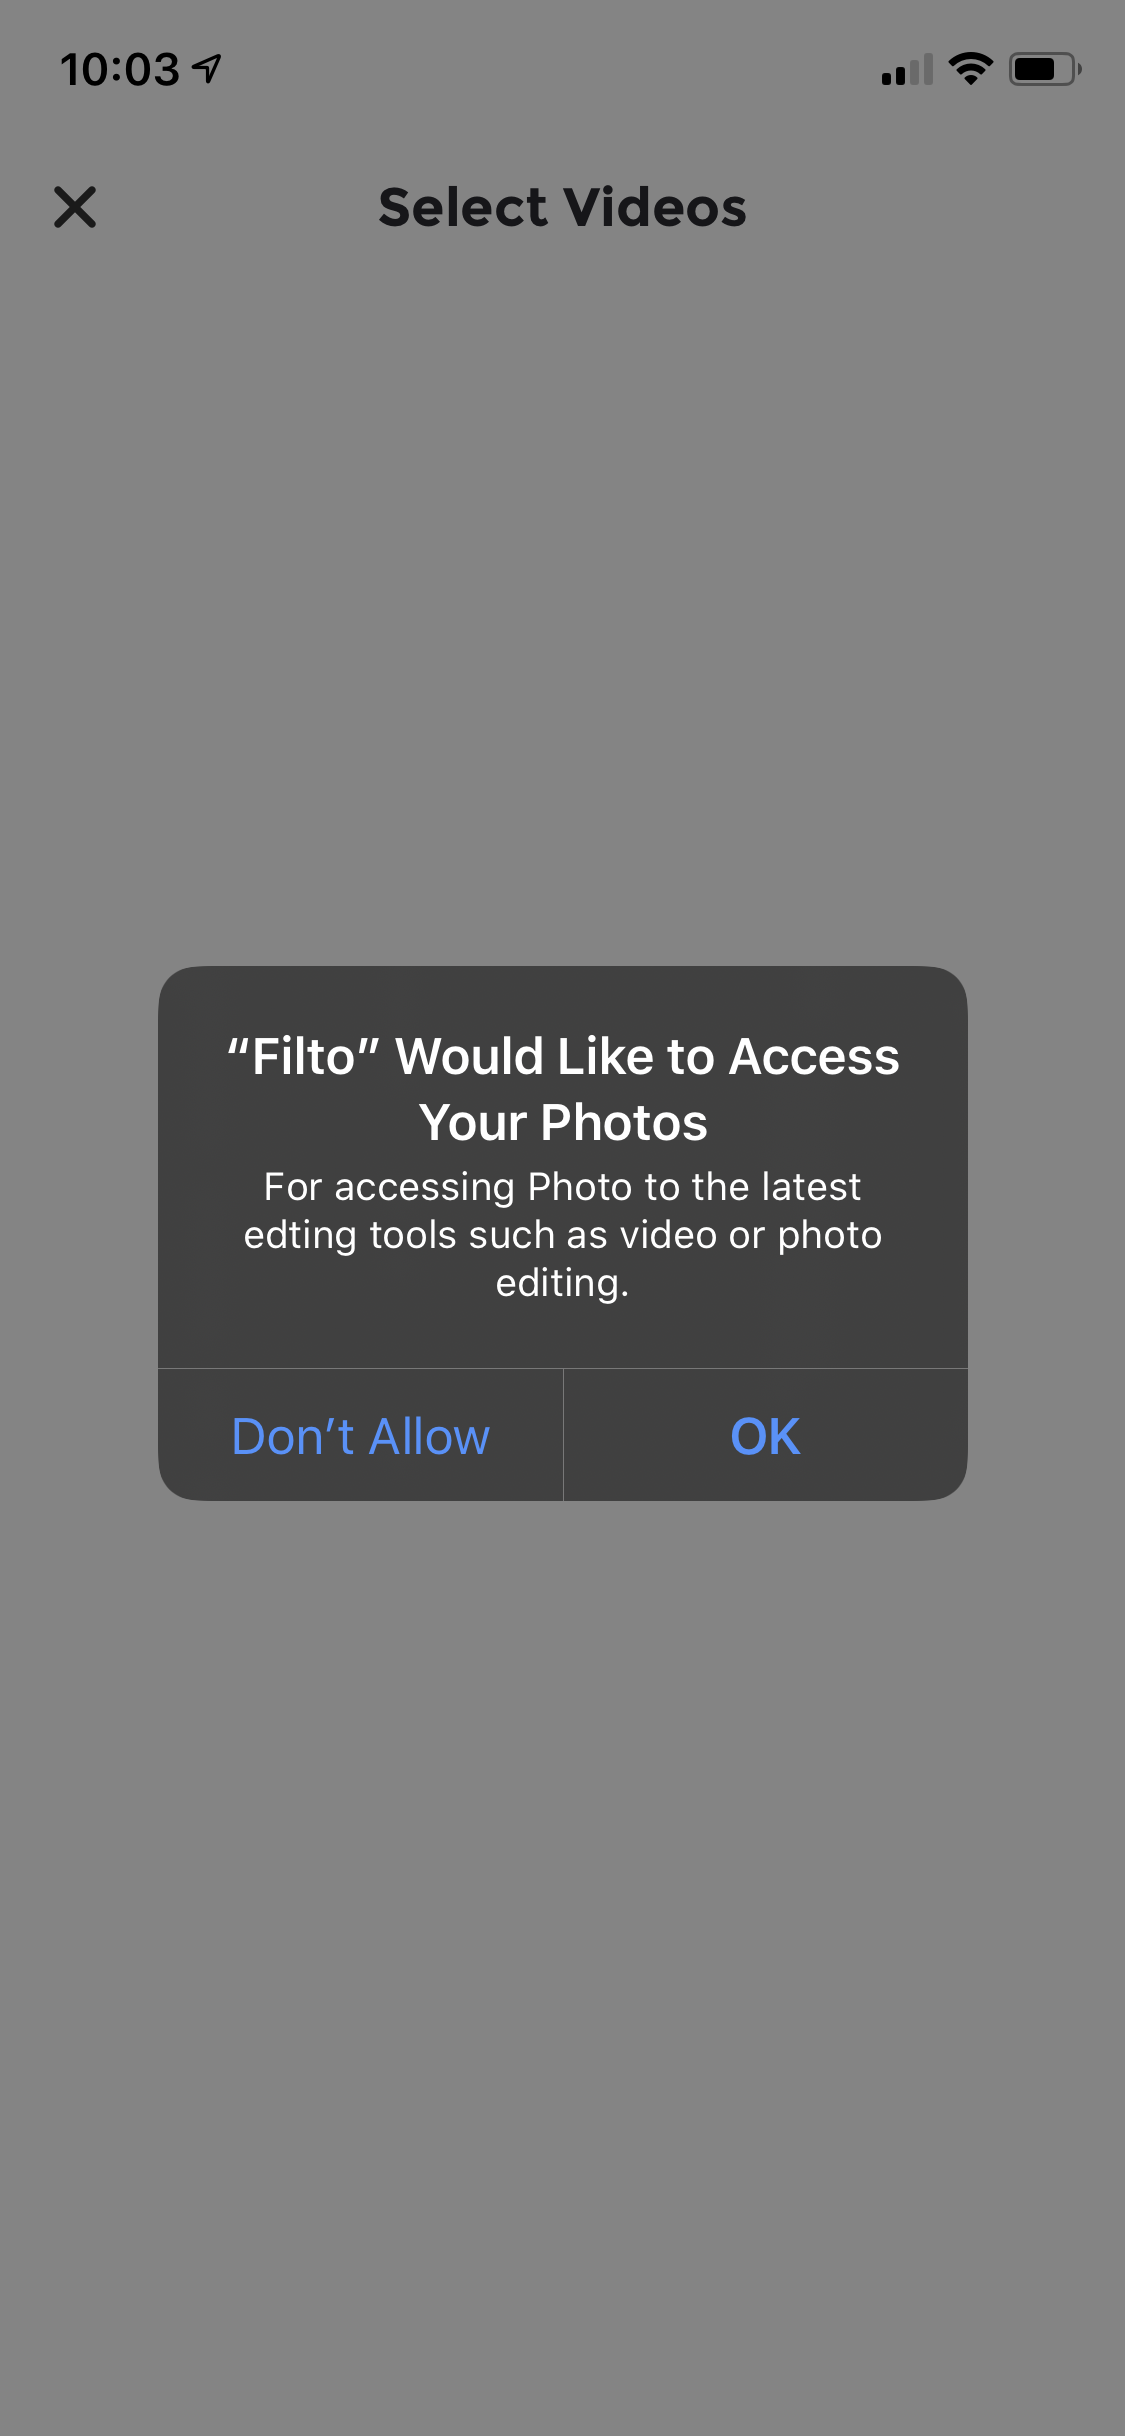 10:03
Select Videos
“Filto” Would Like to Access
Your Photos
For accessing Photo to the latest
edting tools such as video or photo
editing.
Don’t Allow
OK